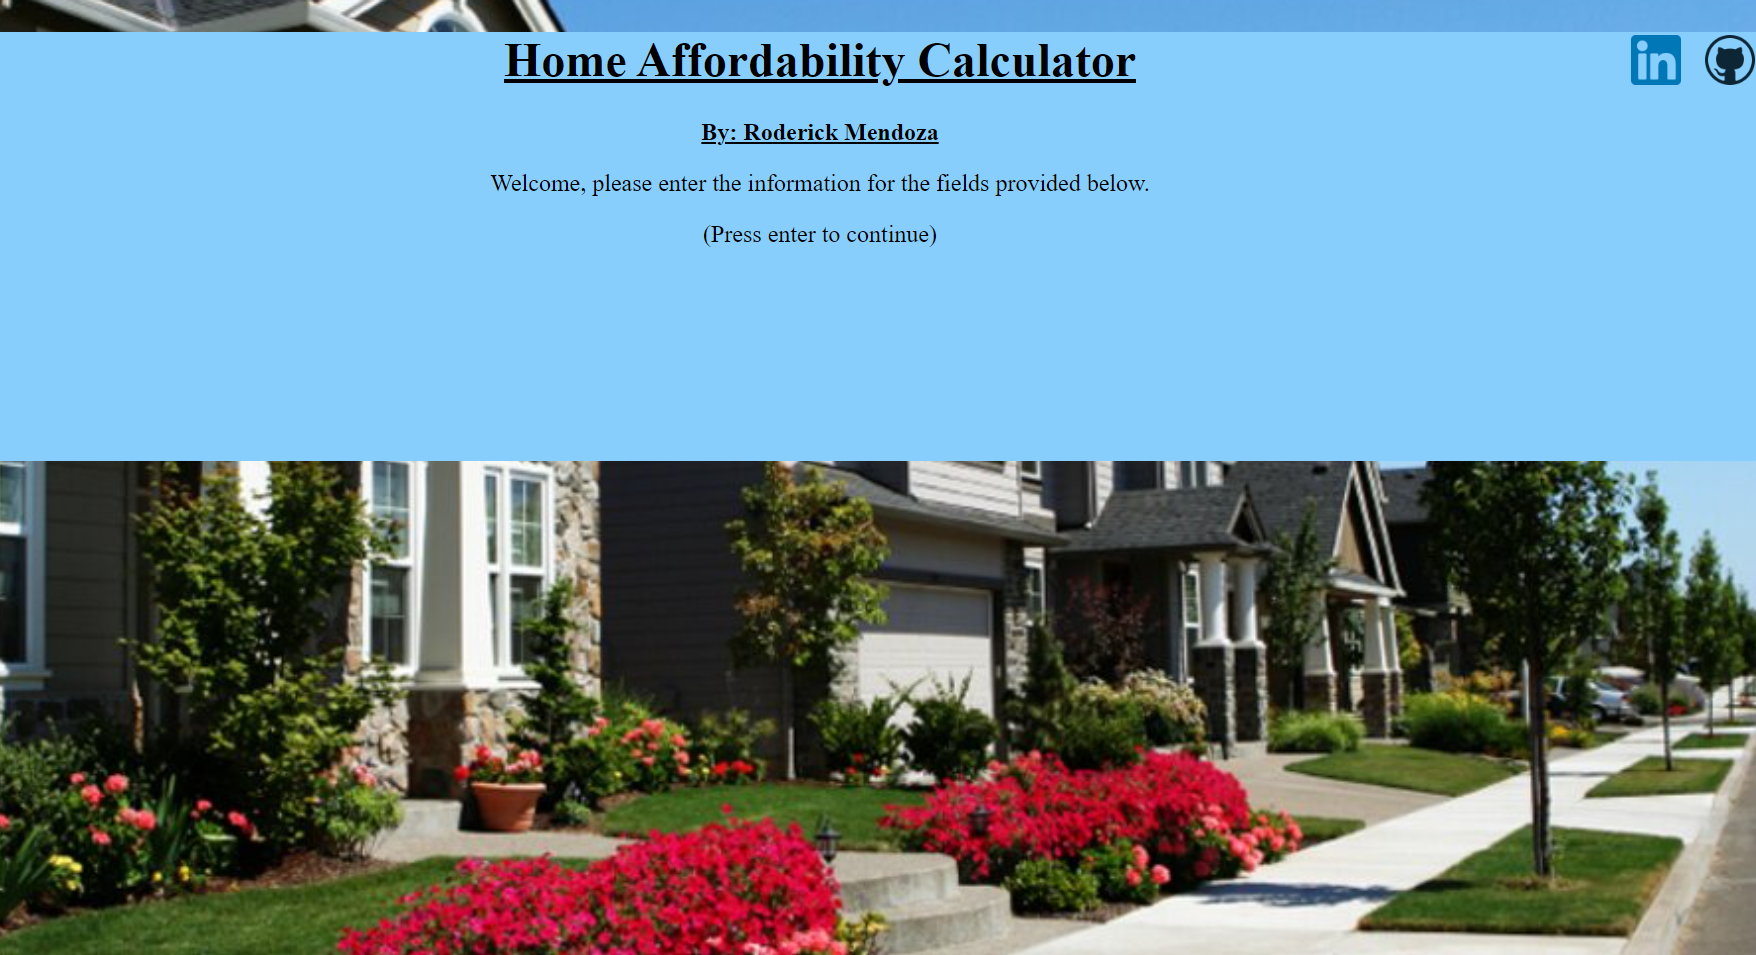 Home Affordability Calculator
in
By: Roderick Mendoza
Welcome, please enter the information for the fields provided below.
(Press enter to continue)